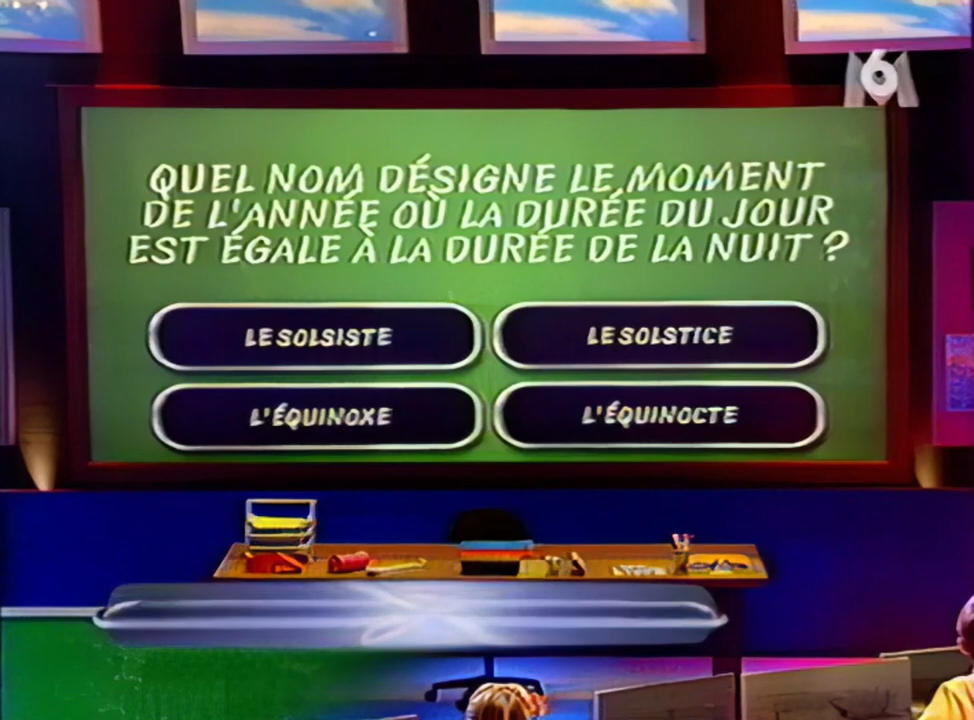 M6
QUEL NOM DÉSIGNE LE MOMENT
DE L'ANNÉE OÙ LA DURÉE DU JOUR
EST ÉGALE À LA DURÉE DE LA NUIT ?
LE SOLSISTE
LE SOLSTICE
L'ÉQUINOXE
L'ÉQUINOCTE